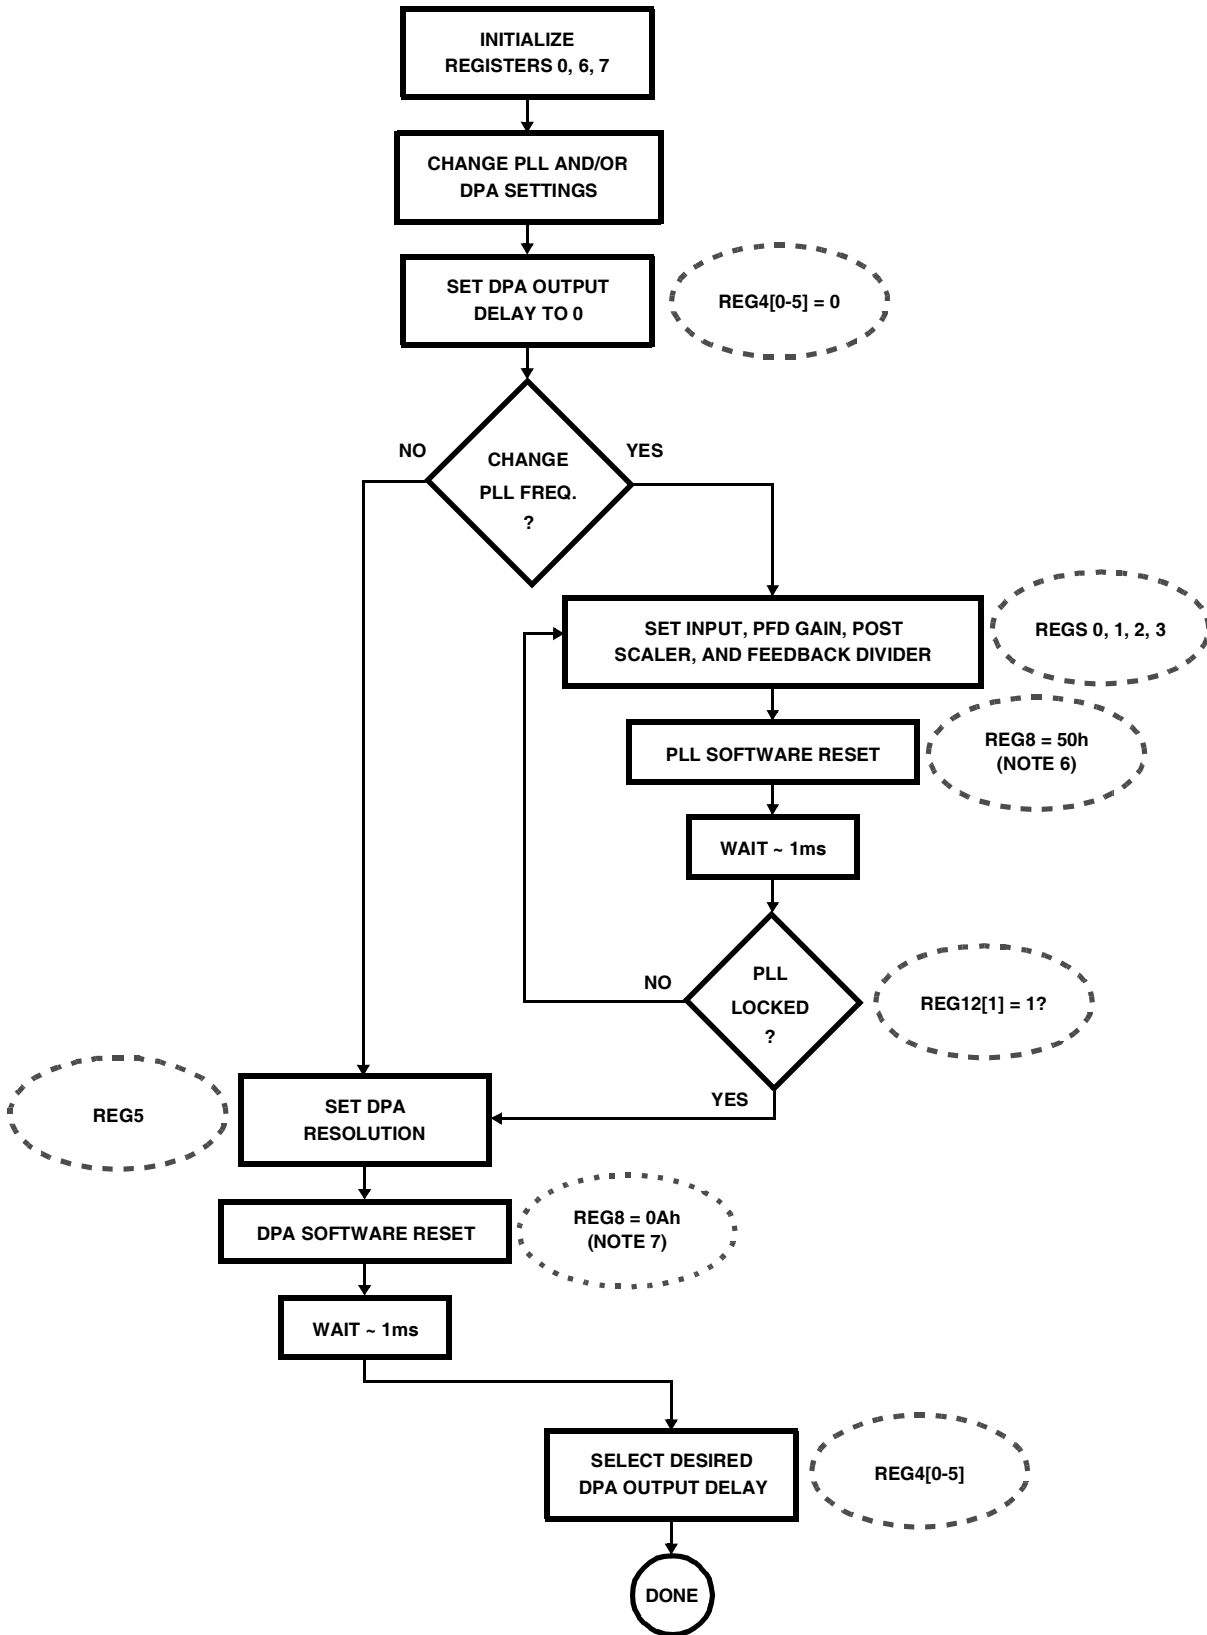 INITIALIZE
REGISTERS 0, 6, 7
CHANGE PLL AND/OR
DPA SETTINGS
SET DPA OUTPUT
DELAY TO 0
REG4[0-5] = 0
NO
YES
CHANGE
PLL FREQ.
?
SET INPUT, PFD GAIN, POST
SCALER, AND FEEDBACK DIVIDER
REGS 0, 1, 2, 3
PLL SOFTWARE RESET
REG8 = 50h
(NOTE 6)
WAIT ~ 1ms
NO
PLL
LOCKED
?
REG12[1] = 1?
YES
REG5
SET DPA
RESOLUTION
DPA SOFTWARE RESET
REG8 = 0Ah
(NOTE 7)
WAIT ~ 1ms
SELECT DESIRED
DPA OUTPUT DELAY
REG4[0-5]
DONE